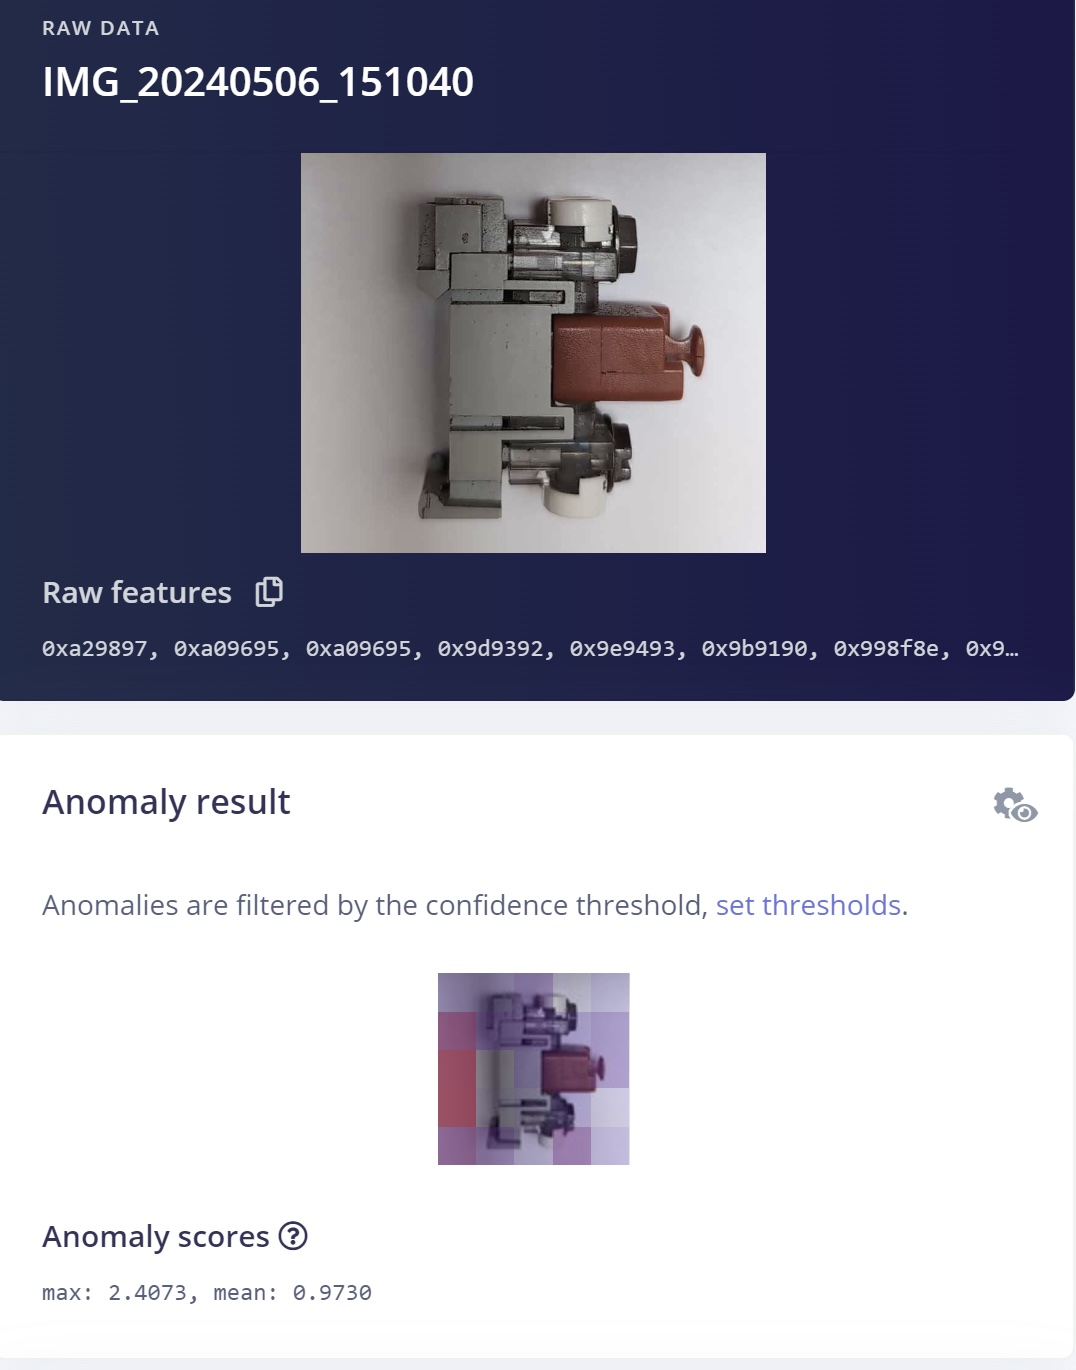 RAW DATA
IMG_20240506_151040
Raw features
0xa29897, 0xa09695, 0xa09695, 0x9d9392, 0x9e9493, 0x9b9190, 0x998f8e, 0x9…
Anomaly result
Anomalies are filtered by the confidence threshold, set thresholds.
Anomaly scores ?
max: 2.4073, mean: 0.9730